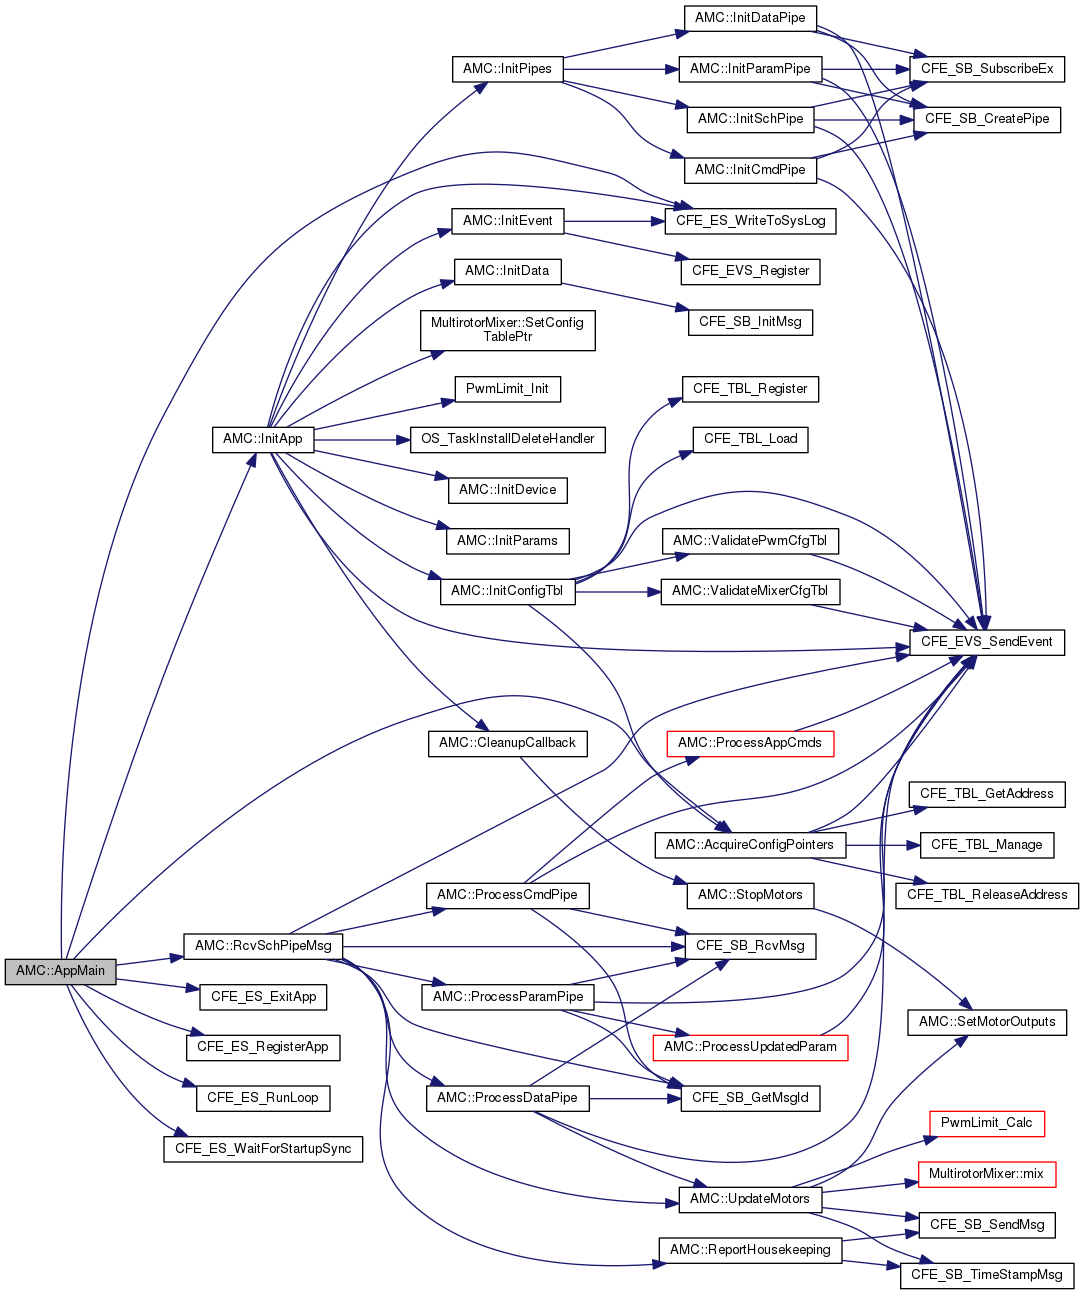 AMC::InitDataPipe
AMC::InitPipes
AMC::InitParamPipe
CFE_SB_SubscribeEx
AMC::InitSchPipe
CFE_SB_CreatePipe
AMC::InitCmdPipe
AMC::InitEvent
CFE_ES_WriteToSysLog
AMC::InitData
CFE_EVS_Register
MultirotorMixer::SetConfig
TablePtr
CFE_SB_InitMsg
PwmLimit_Init
CFE_TBL_Register
AMC::InitApp
OS_TaskInstallDeleteHandler
CFE_TBL_Load
AMC::InitDevice
AMC::InitParams
AMC::ValidatePwmCfgTbl
AMC::InitConfigTbl
AMC::ValidateMixerCfgTbl
CFE_EVS_SendEvent
AMC::CleanupCallback
AMC::ProcessAppCmds
CFE_TBL_GetAddress
AMC::AcquireConfigPointers
CFE_TBL_Manage
AMC::ProcessCmdPipe
AMC::StopMotors
CFE_TBL_ReleaseAddress
AMC::RcvSchPipeMsg
CFE_SB_RcvMsg
AMC::AppMain
CFE_ES_ExitApp
AMC::ProcessParamPipe
AMC::SetMotorOutputs
CFE_ES_RegisterApp
AMC::ProcessUpdatedParam
CFE_ES_RunLoop
AMC::ProcessDataPipe
CFE_SB_GetMsgId
PwmLimit_Calc
CFE_ES_WaitForStartupSync
MultirotorMixer::mix
AMC::UpdateMotors
CFE_SB_SendMsg
AMC::ReportHousekeeping
CFE_SB_TimeStampMsg